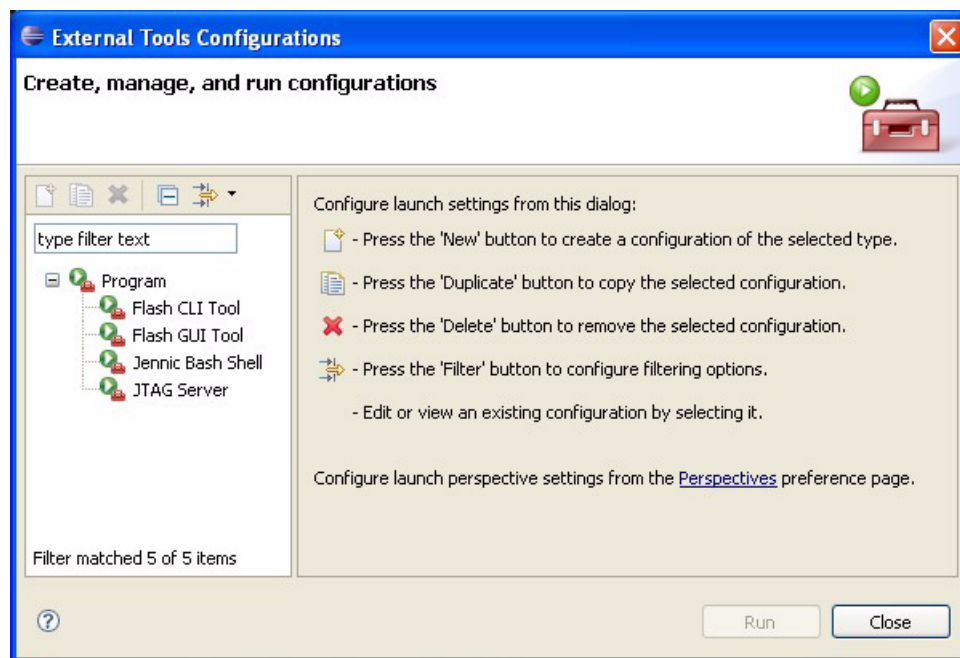 External Tools Configurations
Create, manage, and run configurations
type filter text
Program
Flash CLI Tool
Flash GUI Tool
Jennic Bash Shell
JTAG Server
Filter matched 5 of 5 items
Configure launch settings from this dialog:
- Press the 'New' button to create a configuration of the selected type.
- Press the 'Duplicate' button to copy the selected configuration.
- Press the 'Delete' button to remove the selected configuration.
- Press the 'Filter' button to configure filtering options.
- Edit or view an existing configuration by selecting it.
Configure launch perspective settings from the Perspectives preference page.
Run
Close